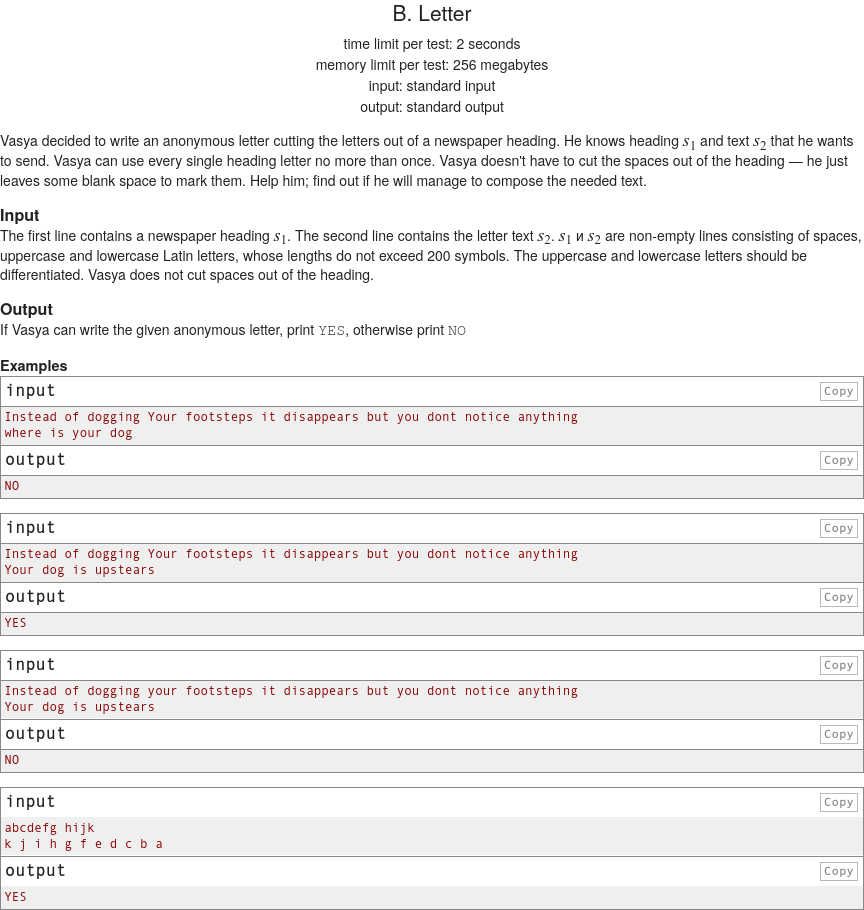 B. Letter
time limit per test: 2 seconds
memory limit per test: 256 megabytes
input: standard input
output: standard output
Vasya decided to write an anonymous letter cutting the letters out of a newspaper heading. He knows heading s1 and text s2 that he wants
to send. Vasya can use every single heading letter no more than once. Vasya doesn't have to cut the spaces out of the heading — he just
leaves some blank space to mark them. Help him; find out if he will manage to compose the needed text.
Input
The first line contains a newspaper heading s1. The second line contains the letter text s2. s1 и s2 are non-empty lines consisting of spaces,
uppercase and lowercase Latin letters, whose lengths do not exceed 200 symbols. The uppercase and lowercase letters should be
differentiated. Vasya does not cut spaces out of the heading.
Output
If Vasya can write the given anonymous letter, print YES, otherwise print NO
Examples
input Copy
Instead of dogging Your footsteps it disappears but you dont notice anything
where is your dog
output Copy
NO
input Copy
Instead of dogging Your footsteps it disappears but you dont notice anything
Your dog is upstears
output Copy
YES
input Copy
Instead of dogging your footsteps it disappears but you dont notice anything
Your dog is upstears
output Copy
NO
input Copy
abcdefg hijk
k j i h g f e d c b a
output Copy
YES